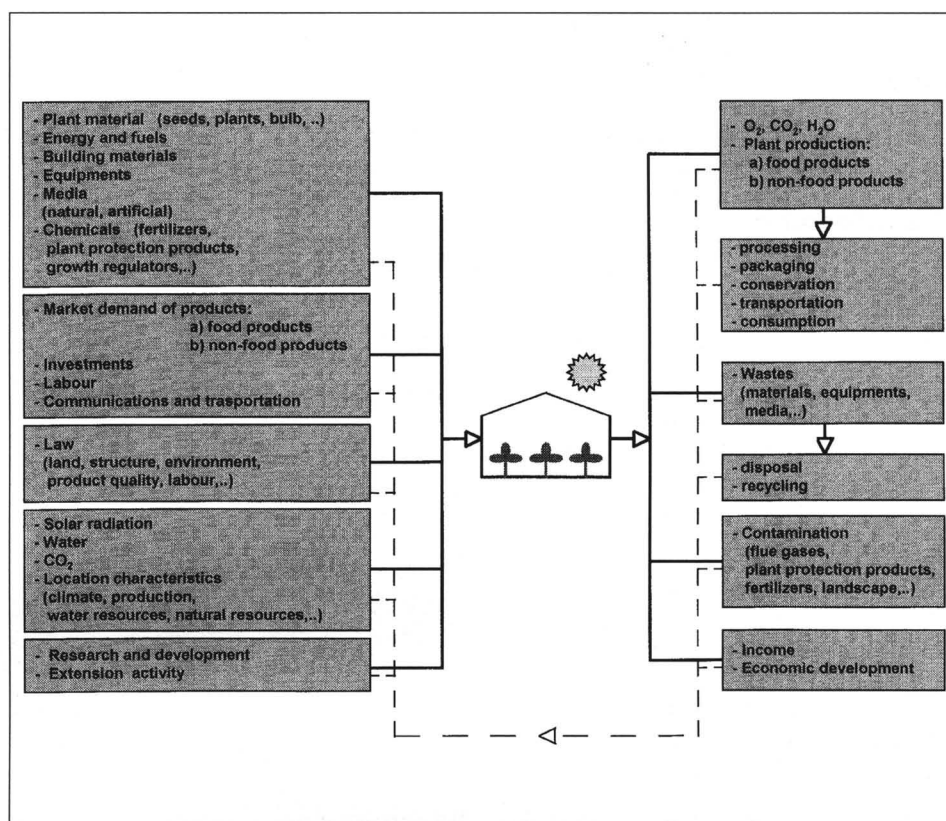 - Plant material (seeds, plants, bulb, ..)
- Energy and fuels
- Building materials
- Equipments
- Media
(natural, artificial)
- Chemicals (fertilizers,
plant protection products,
growth regulators,..)
- Market demand of products:
a) food products
b) non-food products
- Investments
- Labour
- Communications and trasportation
- Law
(land, structure, environment,
product quality, labour,..)
- Solar radiation
- Water
- CO₂
- Location characteristics
(climate, production,
water resources, natural resources,..)
- Research and development
- Extension activity
- O₂, CO₂, H₂O
- Plant production:
a) food products
b) non-food products
- processing
- packaging
- conservation
- transportation
- consumption
- Wastes
(materials, equipments,
media,..)
- disposal
- recycling
- Contamination
(flue gases,
plant protection products,
fertilizers, landscape,..)
- Income
- Economic development